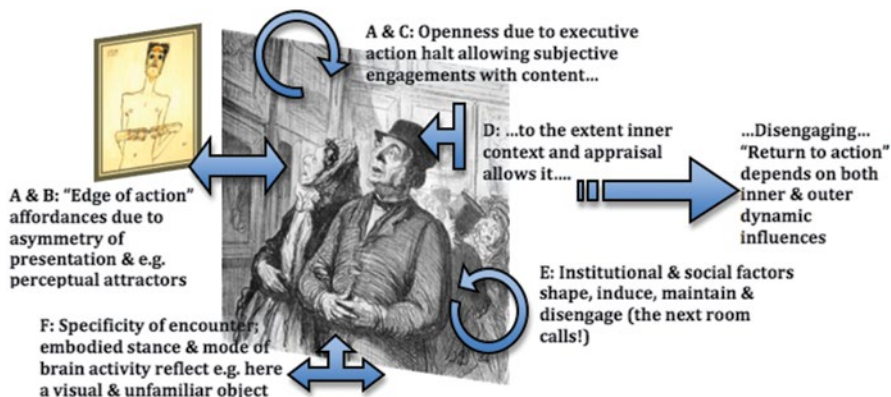 A & C: Openness due to executive
action halt allowing subjective
engagements with content...
D: ...to the extent inner
context and appraisal
allows it....
...Disengaging...
"Return to action"
depends on both
inner & outer
dynamic
influences
A & B: "Edge of action"
affordances due to
asymmetry of
presentation & e.g.
perceptual attractors
E: Institutional & social factors
shape, induce, maintain &
disengage (the next room
calls!)
F: Specificity of encounter;
embodied stance & mode of
brain activity reflect e.g. here
a visual & unfamiliar object